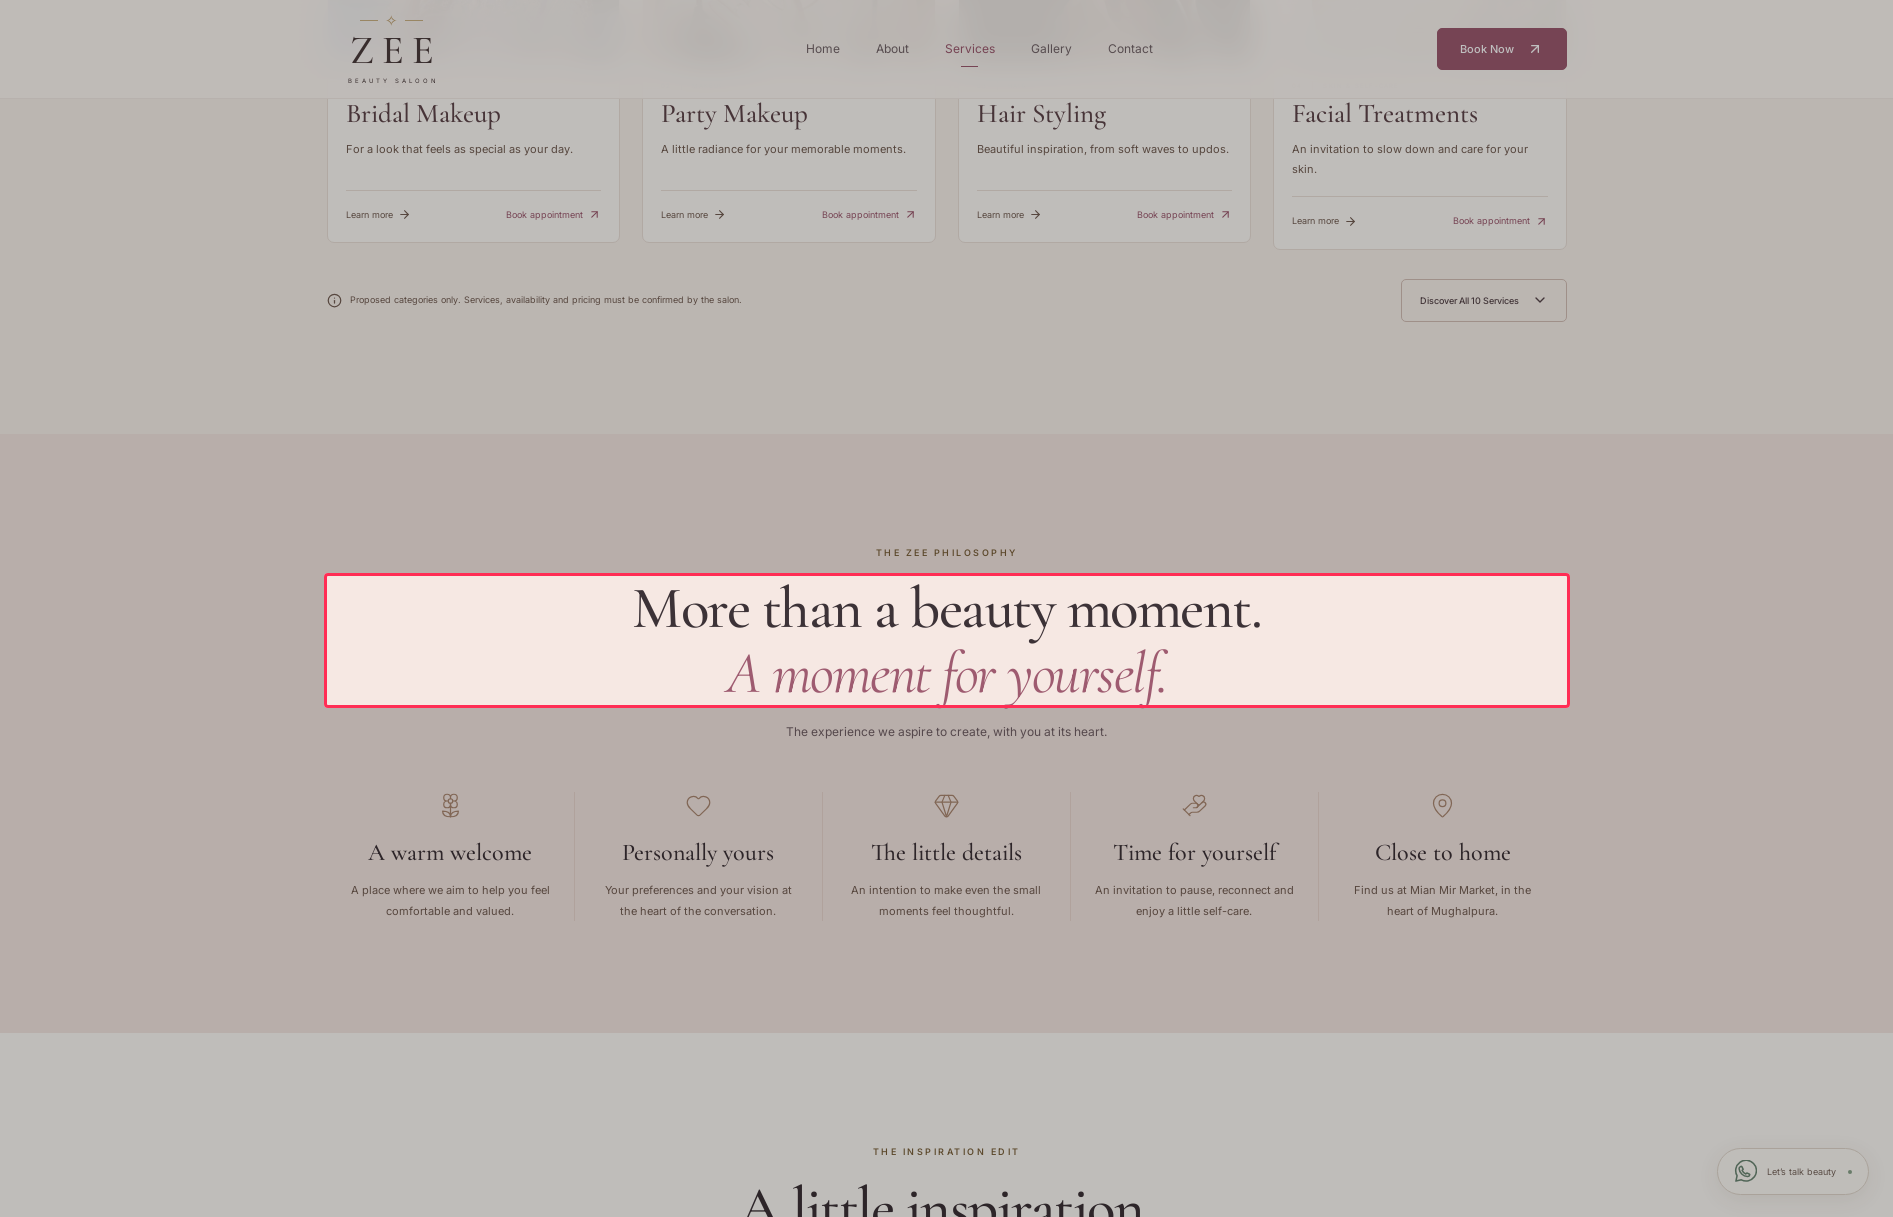 ZEE
BEAUTY SALOON
Home
About
Services
Gallery
Contact
Book Now
Bridal Makeup
For a look that feels as special as your day.
Learn more
Book appointment
Party Makeup
A little radiance for your memorable moments.
Learn more
Book appointment
Hair Styling
Beautiful inspiration, from soft waves to updos.
Learn more
Book appointment
Facial Treatments
An invitation to slow down and care for your
skin.
Learn more
Book appointment
Proposed categories only. Services, availability and pricing must be confirmed by the salon.
Discover All 10 Services
THE ZEE PHILOSOPHY
More than a beauty moment.
A moment for yourself.
The experience we aspire to create, with you at its heart.
A warm welcome
A place where we aim to help you feel
comfortable and valued.
Personally yours
Your preferences and your vision at
the heart of the conversation.
The little details
An intention to make even the small
moments feel thoughtful.
Time for yourself
An invitation to pause, reconnect and
enjoy a little self-care.
Close to home
Find us at Mian Mir Market, in the
heart of Mughalpura.
THE INSPIRATION EDIT
A little inspiration
Let's talk beauty